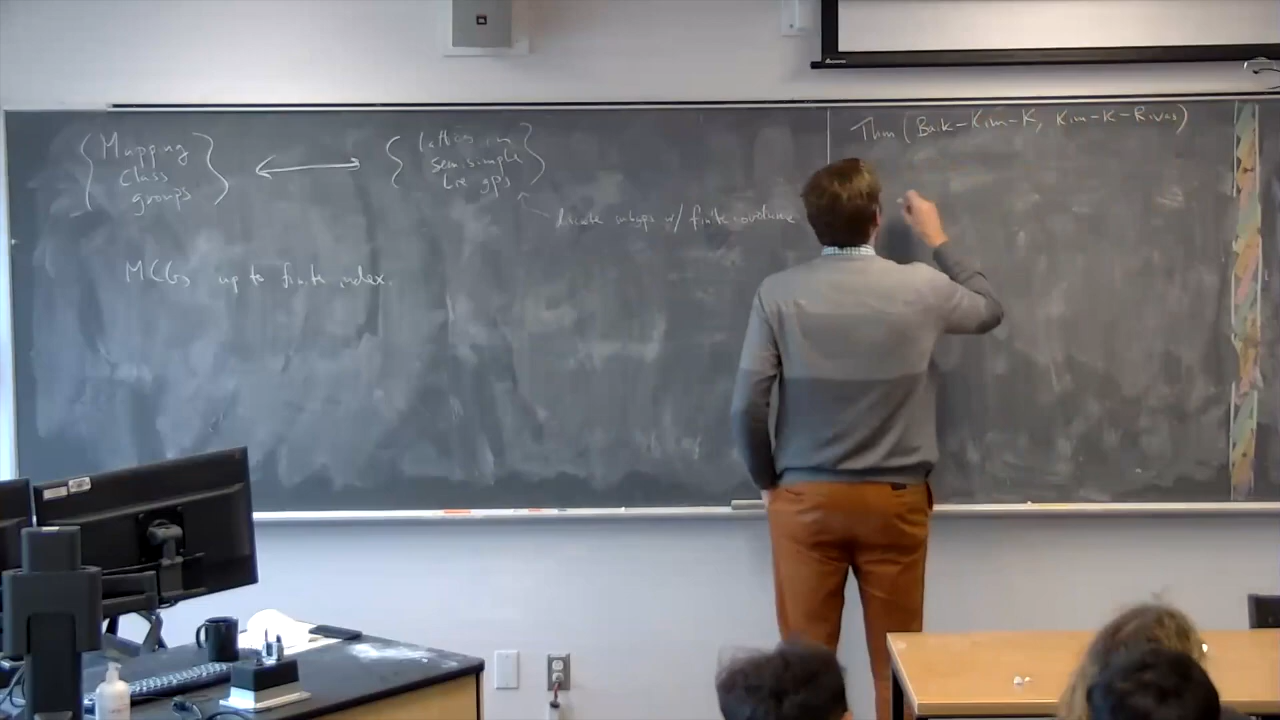 { Mapping
class
groups }
⟷
{ lattices in
semisimple
Lie gps }
discrete subgps w/ finite covolume
MCGs up to finite index.
Thm (Baik-Kim-K, Kim-K-Rivas)